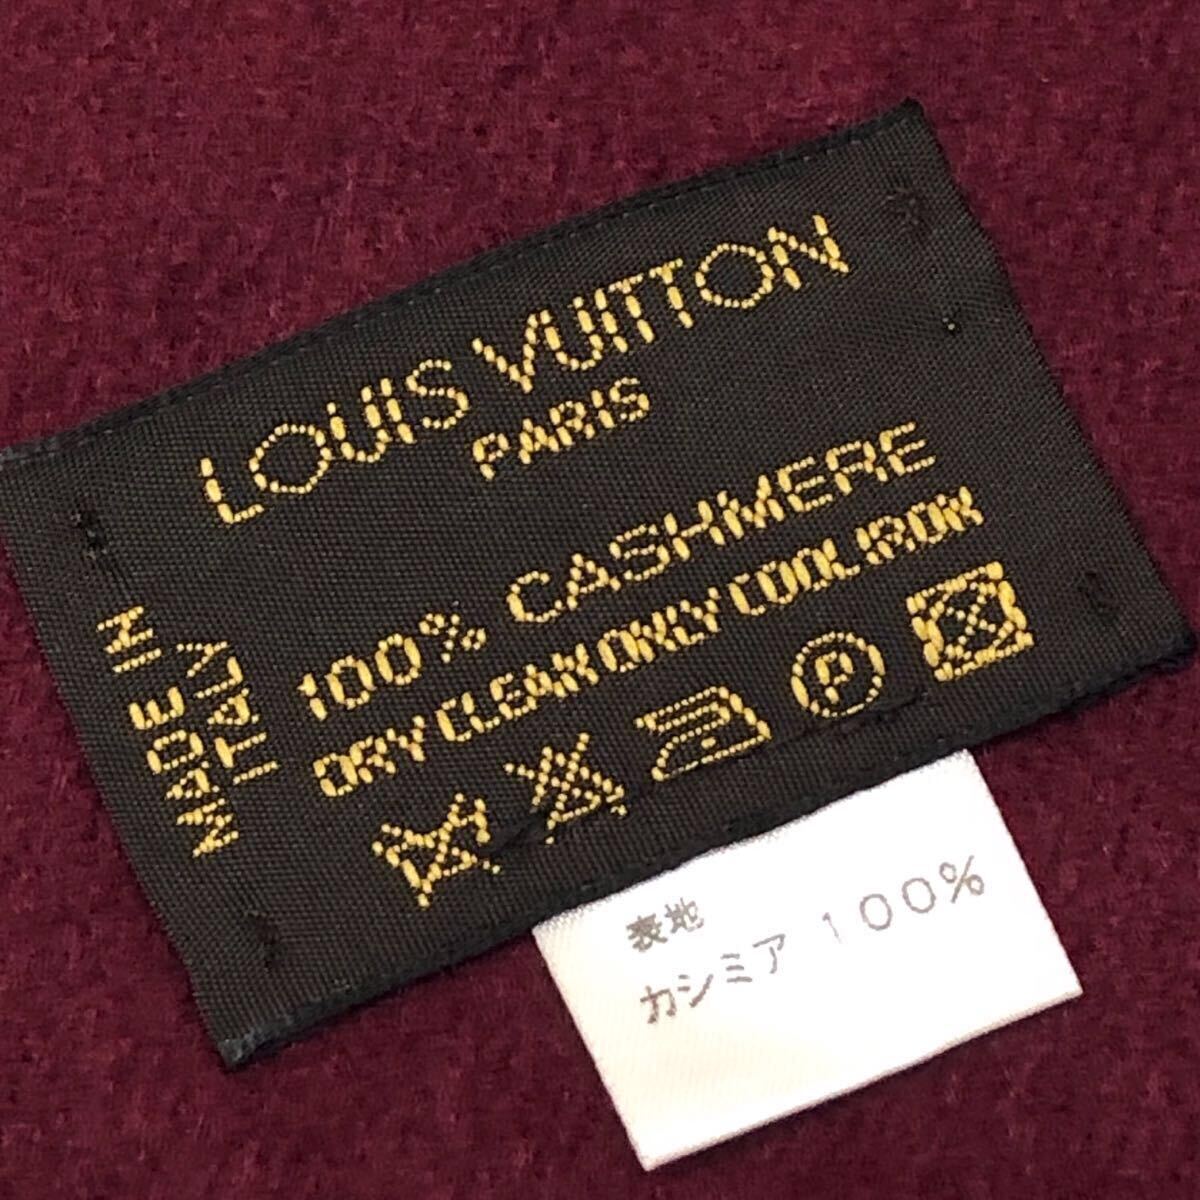 LOUIS VUITTON
PARIS
100% CASHMERE
DRY CLEAN ONLY COOL IRON
MADE IN
ITALY
P
表地
カシミア 100%